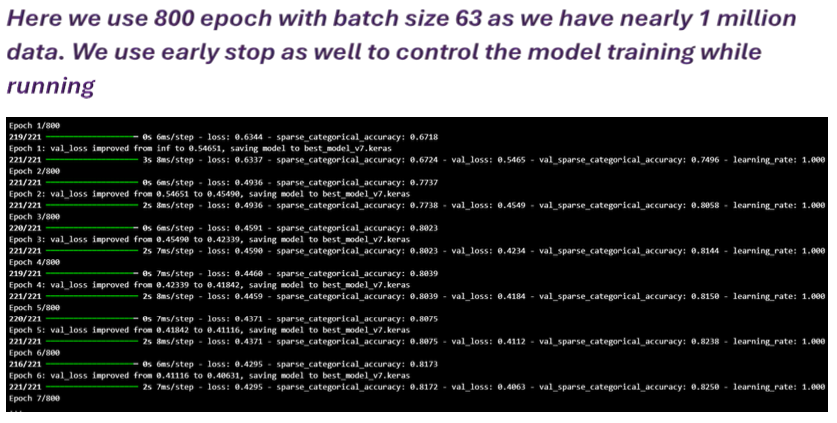 Here we use 800 epoch with batch size 63 as we have nearly 1 million
data. We use early stop as well to control the model training while
running
Epoch 1/800
219/221 ━━━━━━━━━━━━━━━━━━━━ 0s 6ms/step - loss: 0.6344 - sparse_categorical_accuracy: 0.6718
Epoch 1: val_loss improved from inf to 0.54651, saving model to best_model_v7.keras
221/221 ━━━━━━━━━━━━━━━━━━━━ 3s 8ms/step - loss: 0.6337 - sparse_categorical_accuracy: 0.6724 - val_loss: 0.5465 - val_sparse_categorical_accuracy: 0.7496 - learning_rate: 1.000
Epoch 2/800
221/221 ━━━━━━━━━━━━━━━━━━━━ 0s 6ms/step - loss: 0.4936 - sparse_categorical_accuracy: 0.7737
Epoch 2: val_loss improved from 0.54651 to 0.45490, saving model to best_model_v7.keras
221/221 ━━━━━━━━━━━━━━━━━━━━ 2s 8ms/step - loss: 0.4936 - sparse_categorical_accuracy: 0.7738 - val_loss: 0.4549 - val_sparse_categorical_accuracy: 0.8058 - learning_rate: 1.000
Epoch 3/800
220/221 ━━━━━━━━━━━━━━━━━━━━ 0s 6ms/step - loss: 0.4591 - sparse_categorical_accuracy: 0.8023
Epoch 3: val_loss improved from 0.45490 to 0.42339, saving model to best_model_v7.keras
221/221 ━━━━━━━━━━━━━━━━━━━━ 2s 7ms/step - loss: 0.4590 - sparse_categorical_accuracy: 0.8023 - val_loss: 0.4234 - val_sparse_categorical_accuracy: 0.8144 - learning_rate: 1.000
Epoch 4/800
219/221 ━━━━━━━━━━━━━━━━━━━━ 0s 7ms/step - loss: 0.4460 - sparse_categorical_accuracy: 0.8039
Epoch 4: val_loss improved from 0.42339 to 0.41842, saving model to best_model_v7.keras
221/221 ━━━━━━━━━━━━━━━━━━━━ 2s 8ms/step - loss: 0.4459 - sparse_categorical_accuracy: 0.8039 - val_loss: 0.4184 - val_sparse_categorical_accuracy: 0.8150 - learning_rate: 1.000
Epoch 5/800
220/221 ━━━━━━━━━━━━━━━━━━━━ 0s 7ms/step - loss: 0.4371 - sparse_categorical_accuracy: 0.8075
Epoch 5: val_loss improved from 0.41842 to 0.41116, saving model to best_model_v7.keras
221/221 ━━━━━━━━━━━━━━━━━━━━ 2s 8ms/step - loss: 0.4371 - sparse_categorical_accuracy: 0.8075 - val_loss: 0.4112 - val_sparse_categorical_accuracy: 0.8238 - learning_rate: 1.000
Epoch 6/800
216/221 ━━━━━━━━━━━━━━━━━━━━ 0s 6ms/step - loss: 0.4295 - sparse_categorical_accuracy: 0.8173
Epoch 6: val_loss improved from 0.41116 to 0.40631, saving model to best_model_v7.keras
221/221 ━━━━━━━━━━━━━━━━━━━━ 2s 7ms/step - loss: 0.4295 - sparse_categorical_accuracy: 0.8172 - val_loss: 0.4063 - val_sparse_categorical_accuracy: 0.8250 - learning_rate: 1.000
Epoch 7/800
...